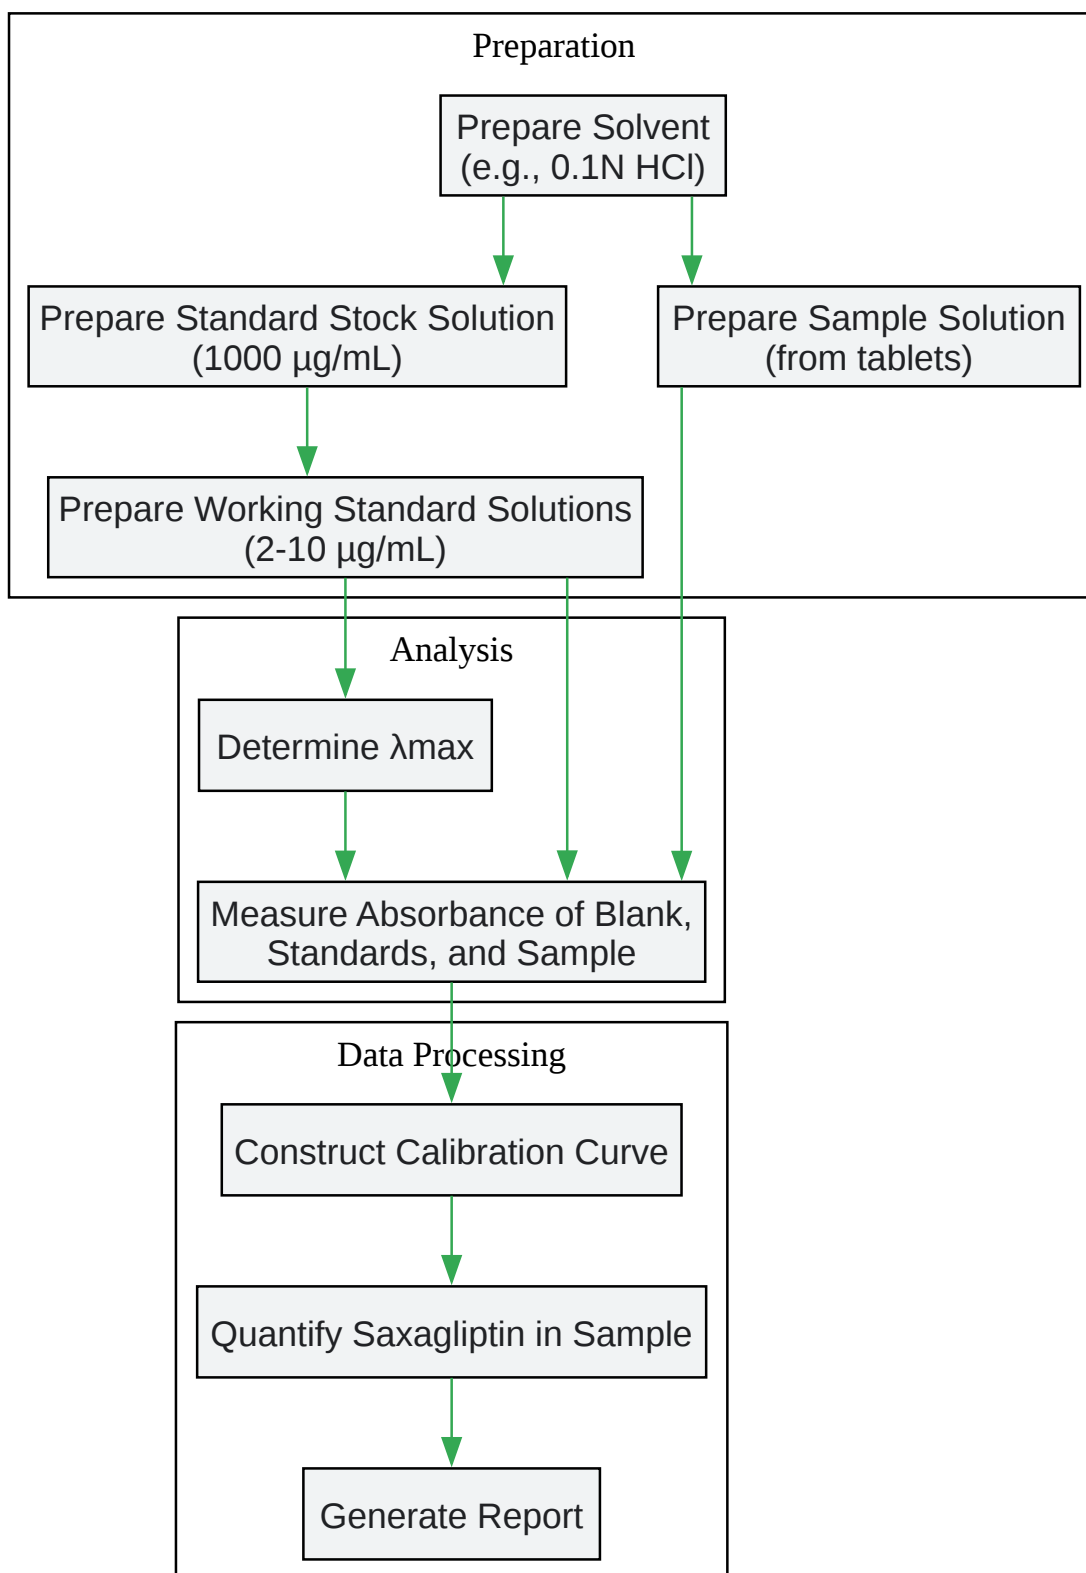 Preparation
Prepare Solvent
(e.g., 0.1N HCl)
Prepare Standard Stock Solution
(1000 µg/mL)
Prepare Sample Solution
(from tablets)
Prepare Working Standard Solutions
(2-10 µg/mL)
Analysis
Determine λmax
Measure Absorbance of Blank,
Standards, and Sample
Data Processing
Construct Calibration Curve
Quantify Saxagliptin in Sample
Generate Report